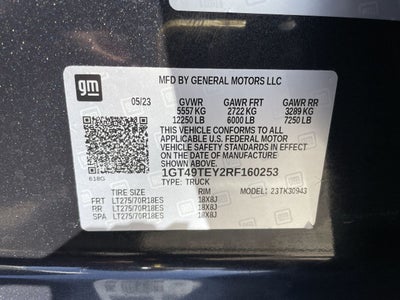 gm
MFD BY GENERAL MOTORS LLC
05/23 GVWR GAWR FRT GAWR RR
5557 KG 2722 KG 3289 KG
12250 LB 6000 LB 7250 LB
THIS VEHICLE CONFORMS TO ALL
APPLICABLE U.S. FEDERAL MOTOR
VEHICLE SAFETY STANDARDS IN
EFFECT ON THE DATE OF MANUFACTURE
SHOWN ABOVE.
1GT49TEY2RF160253
618G TYPE: TRUCK
TIRE SIZE RIM MODEL: 23TK30943
FRT LT275/70R18ES 18X8J
RR LT275/70R18ES 18X8J
SPA LT275/70R18ES 18X8J